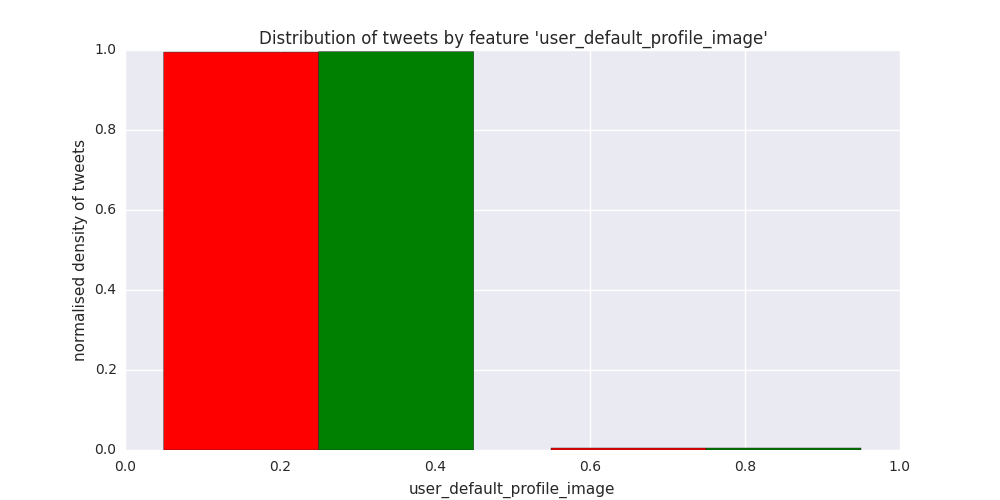 Distribution of tweets by feature 'user_default_profile_image'
1.0
0.8
0.6
0.4
0.2
0.0
normalised density of tweets
0.0 0.2 0.4 0.6 0.8 1.0
user_default_profile_image